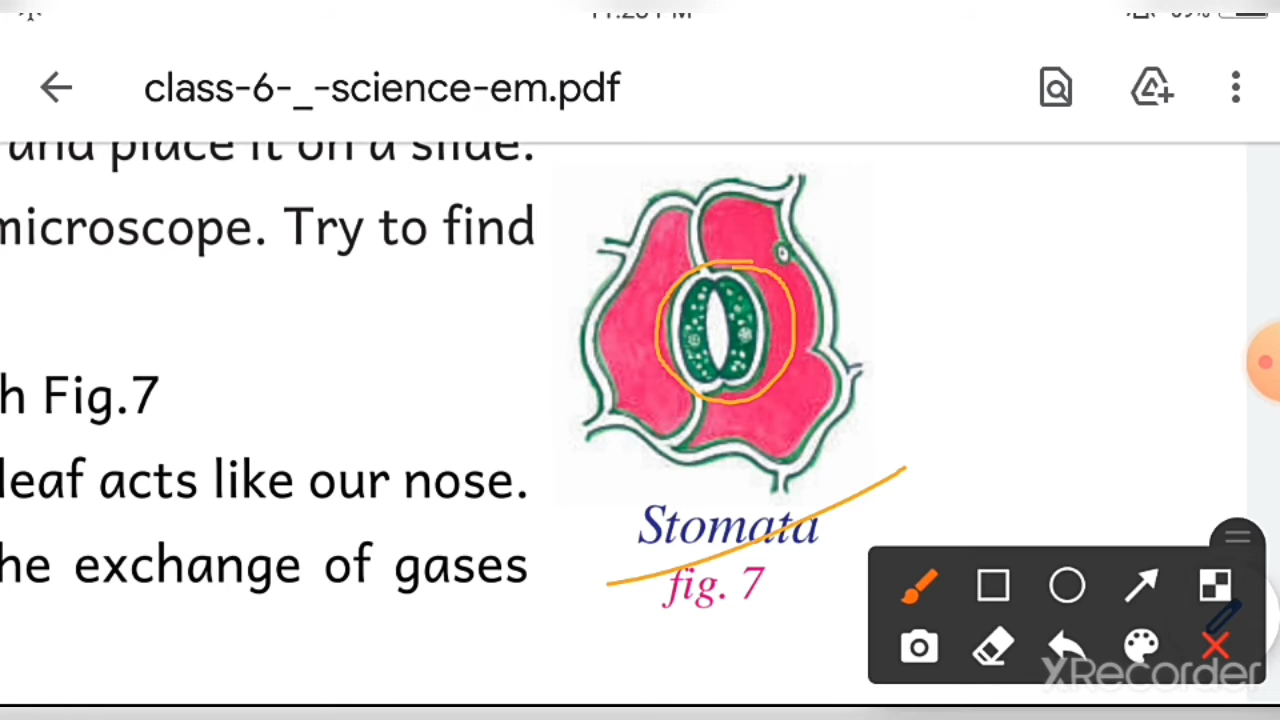 class-6-_-science-em.pdf
and place it on a slide.
microscope. Try to find
h Fig.7
leaf acts like our nose.
he exchange of gases
Stomata
fig. 7
XRecorder